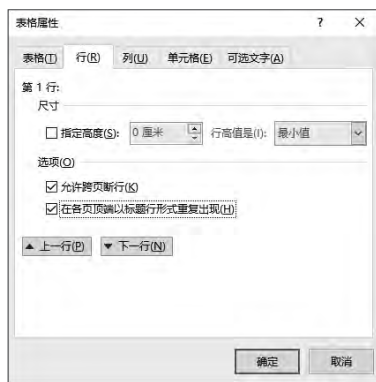 表格属性 ? ×
表格(T) 行(R) 列(U) 单元格(E) 可选文字(A)
第 1 行:
尺寸
指定高度(S): 0 厘米 行高值是(I): 最小值
选项(O)
允许跨页断行(K)
在各页顶端以标题行形式重复出现(H)
▲ 上一行(P) ▼ 下一行(N)
确定 取消